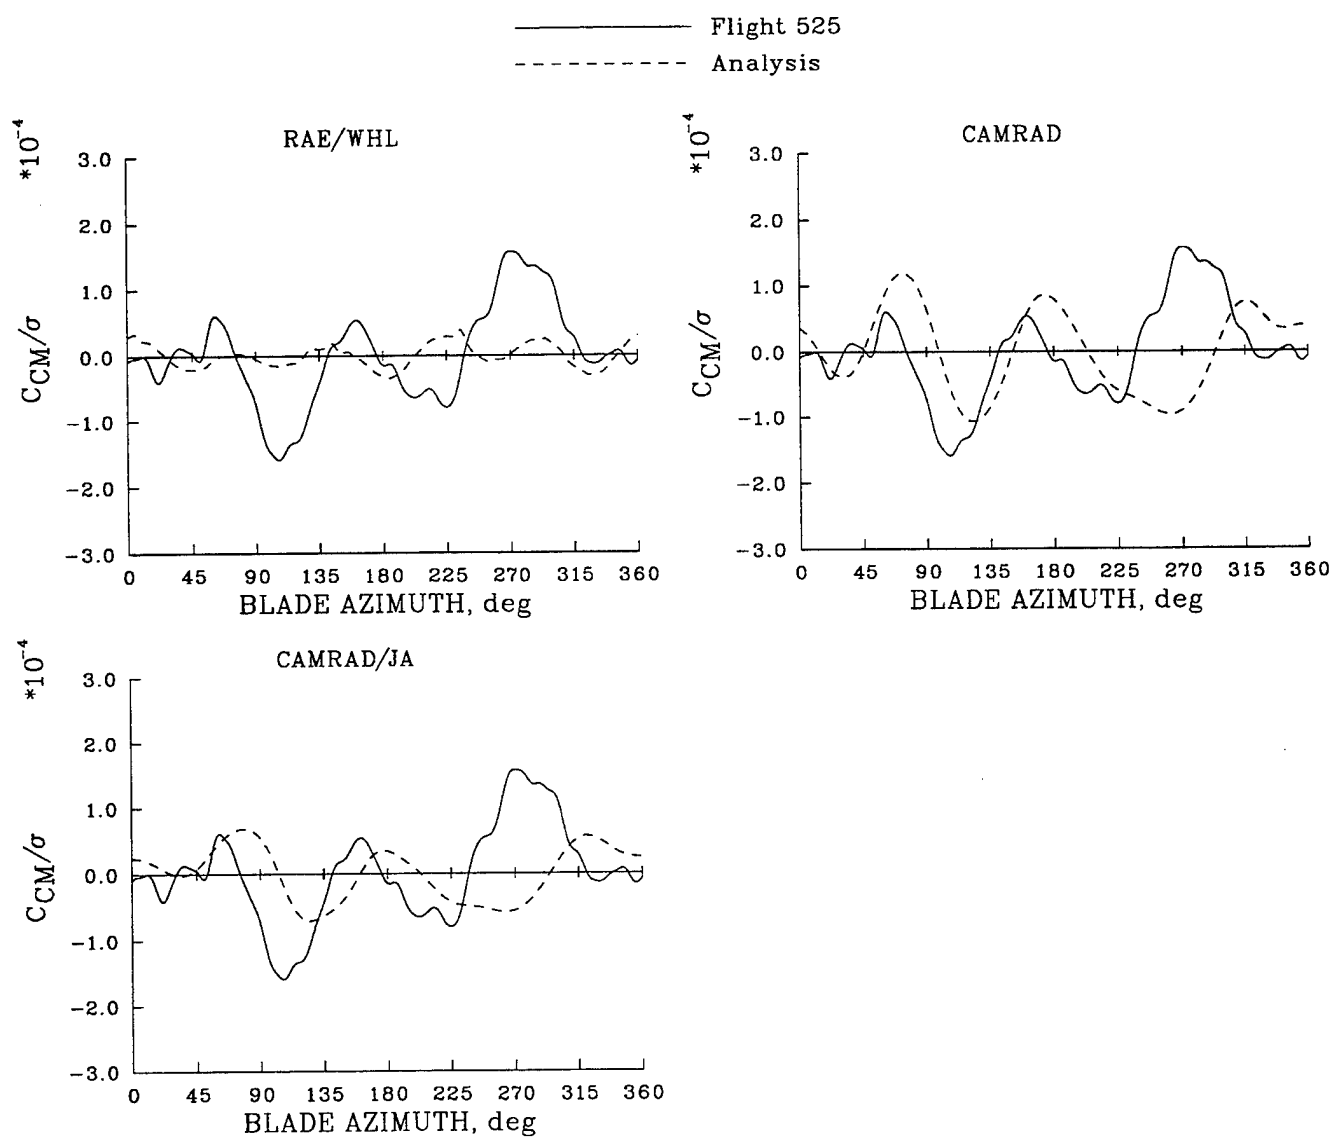 Flight 525
Analysis
RAE/WHL
*10⁻⁴
3.0
2.0
1.0
0.0
−1.0
−2.0
−3.0
C_CM/σ
0 45 90 135 180 225 270 315 360
BLADE AZIMUTH, deg
CAMRAD
*10⁻⁴
3.0
2.0
1.0
0.0
−1.0
−2.0
−3.0
C_CM/σ
0 45 90 135 180 225 270 315 360
BLADE AZIMUTH, deg
CAMRAD/JA
*10⁻⁴
3.0
2.0
1.0
0.0
−1.0
−2.0
−3.0
C_CM/σ
0 45 90 135 180 225 270 315 360
BLADE AZIMUTH, deg